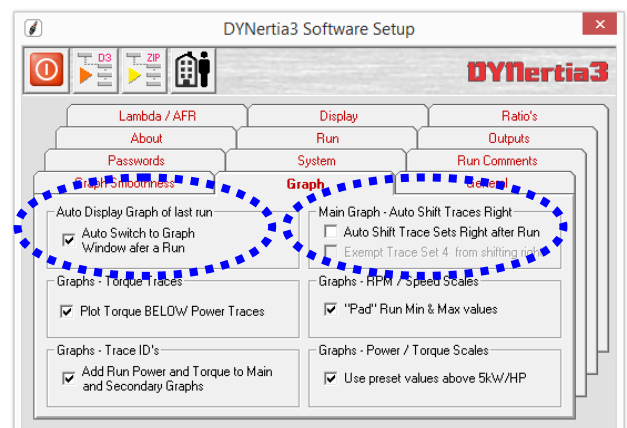 DYNertia3 Software Setup
D3
ZIP
DYNertia3
Lambda / AFR
Display
Ratio's
About
Run
Outputs
Passwords
System
Run Comments
Graph Smoothness
Graph
General
Auto Display Graph of last run
Auto Switch to Graph
Window afer a Run
Main Graph - Auto Shift Traces Right
Auto Shift Trace Sets Right after Run
Exempt Trace Set 4 from shifting right
Graphs - Torque Traces
Plot Torque BELOW Power Traces
Graphs - RPM / Speed Scales
"Pad" Run Min & Max values
Graphs - Trace ID's
Add Run Power and Torque to Main
and Secondary Graphs
Graphs - Power / Torque Scales
Use preset values above 5kW/HP